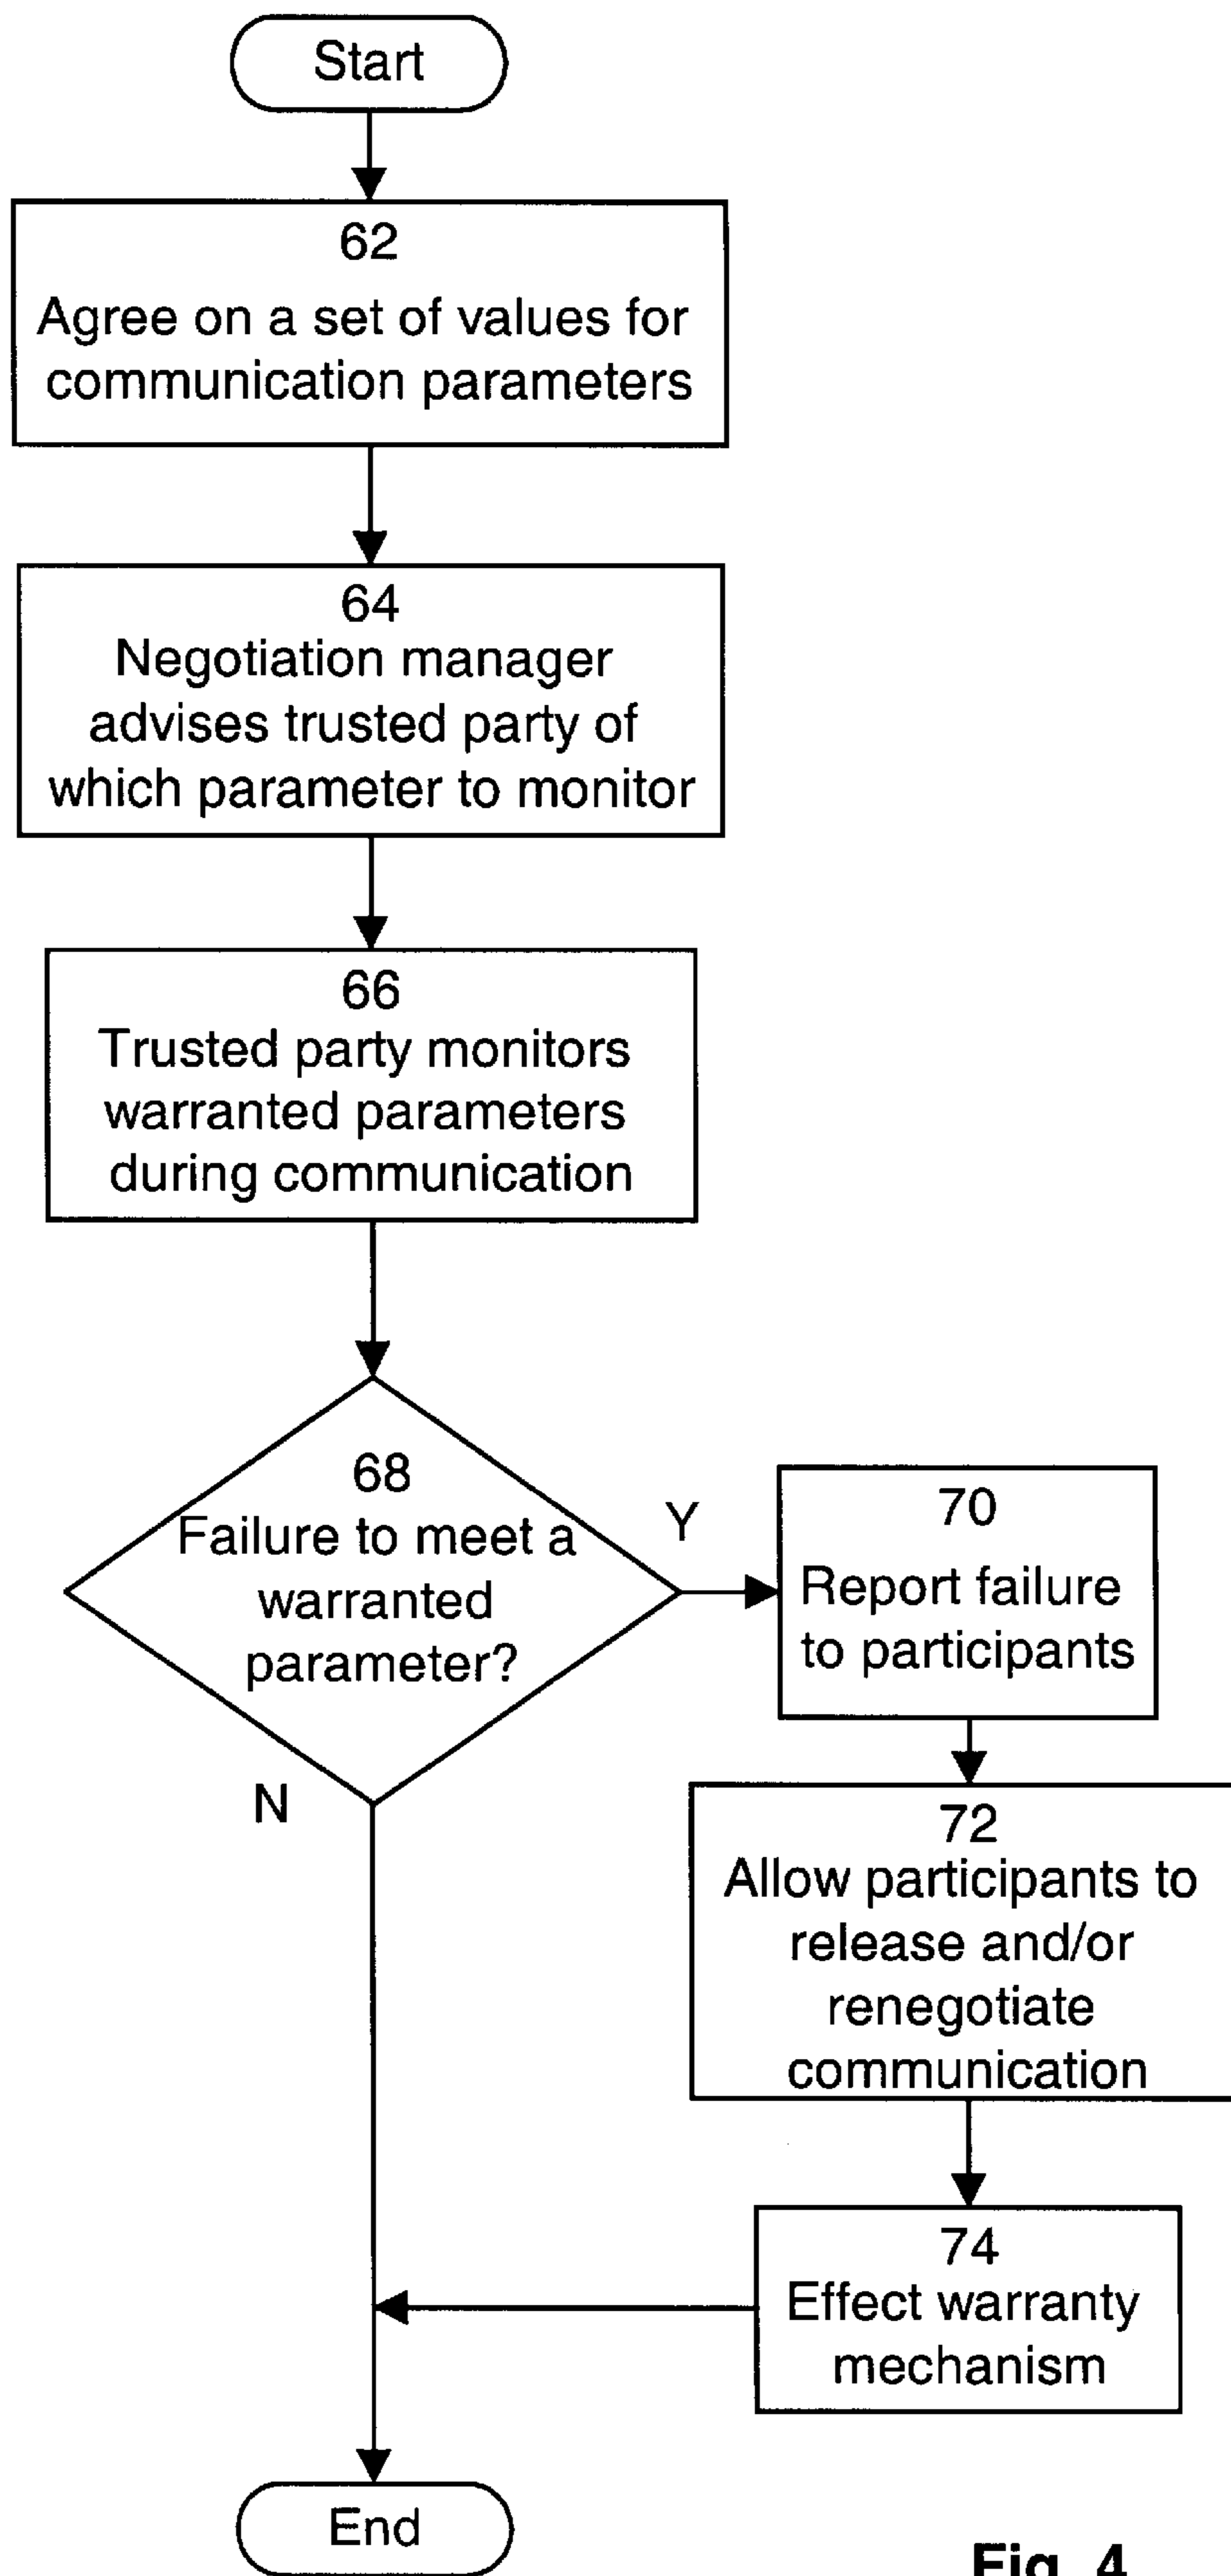 Start
62
Agree on a set of values for
communication parameters
64
Negotiation manager
advises trusted party of
which parameter to monitor
66
Trusted party monitors
warranted parameters
during communication
68
Failure to meet a
warranted
parameter?
Y
N
70
Report failure
to participants
72
Allow participants to
release and/or
renegotiate
communication
74
Effect warranty
mechanism
End
Fig. 4